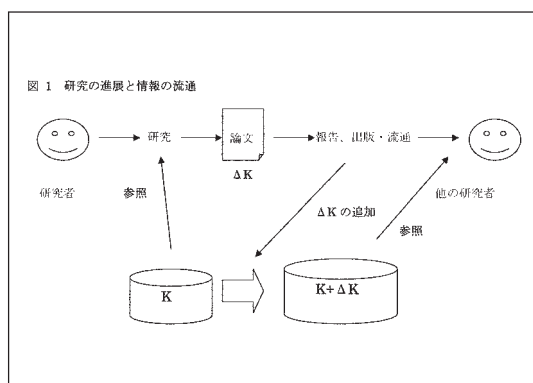 図 1 研究の進展と情報の流通
研究
論文
報告、出版・流通
ΔK
研究者
参照
他の研究者
ΔK の追加
参照
K
K+ΔK